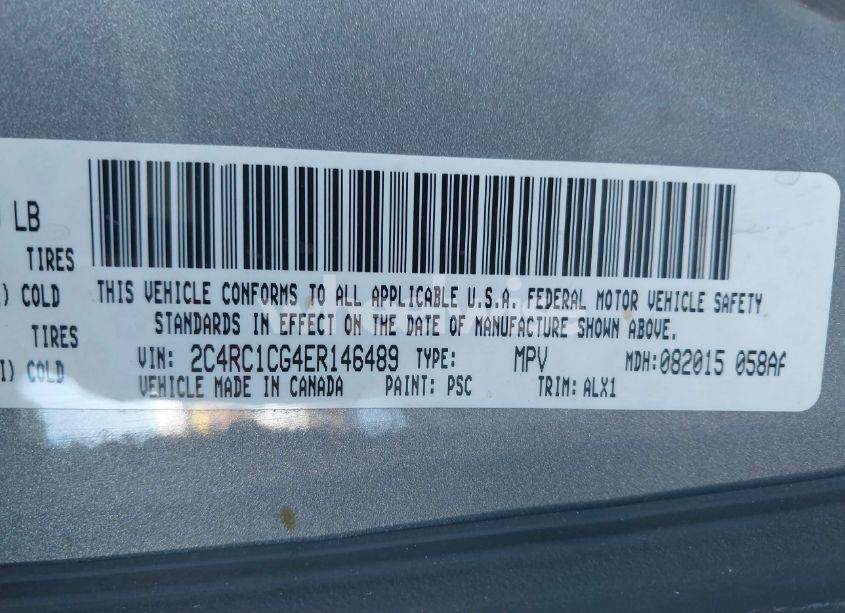 LB
TIRES
) COLD
TIRES
I) COLD
THIS VEHICLE CONFORMS TO ALL APPLICABLE U.S.A. FEDERAL MOTOR VEHICLE SAFETY
STANDARDS IN EFFECT ON THE DATE OF MANUFACTURE SHOWN ABOVE.
VIN: 2C4RC1CG4ER146489 TYPE: MPV MDH:082015 058AF
VEHICLE MADE IN CANADA PAINT: PSC TRIM: ALX1